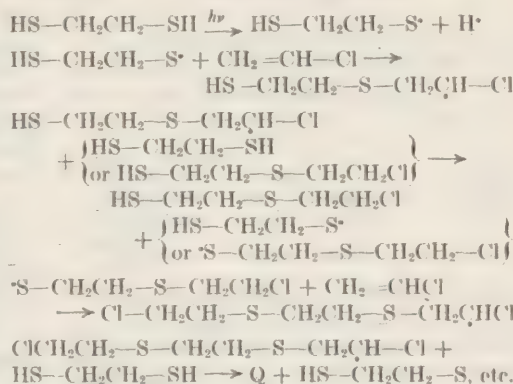 HS—CH₂CH₂—SH —hν→ HS—CH₂CH₂—S• + H•
HS—CH₂CH₂—S• + CH₂=CH—Cl ⟶
HS—CH₂CH₂—S—CH₂ĊH—Cl
HS—CH₂CH₂—S—CH₂ĊH—Cl
+ {HS—CH₂CH₂—SH
or HS—CH₂CH₂—S—CH₂CH₂Cl} ⟶
HS—CH₂CH₂—S—CH₂CH₂Cl
+ {HS—CH₂CH₂—S•
or •S—CH₂CH₂—S—CH₂CH₂—Cl}
•S—CH₂CH₂—S—CH₂CH₂Cl + CH₂=CHCl
⟶ Cl—CH₂CH₂—S—CH₂CH₂—S—CH₂ĊHCl
ClCH₂CH₂—S—CH₂CH₂—S—CH₂ĊH—Cl +
HS—CH₂CH₂—SH ⟶ Q + HS—CH₂CH₂—S, etc.